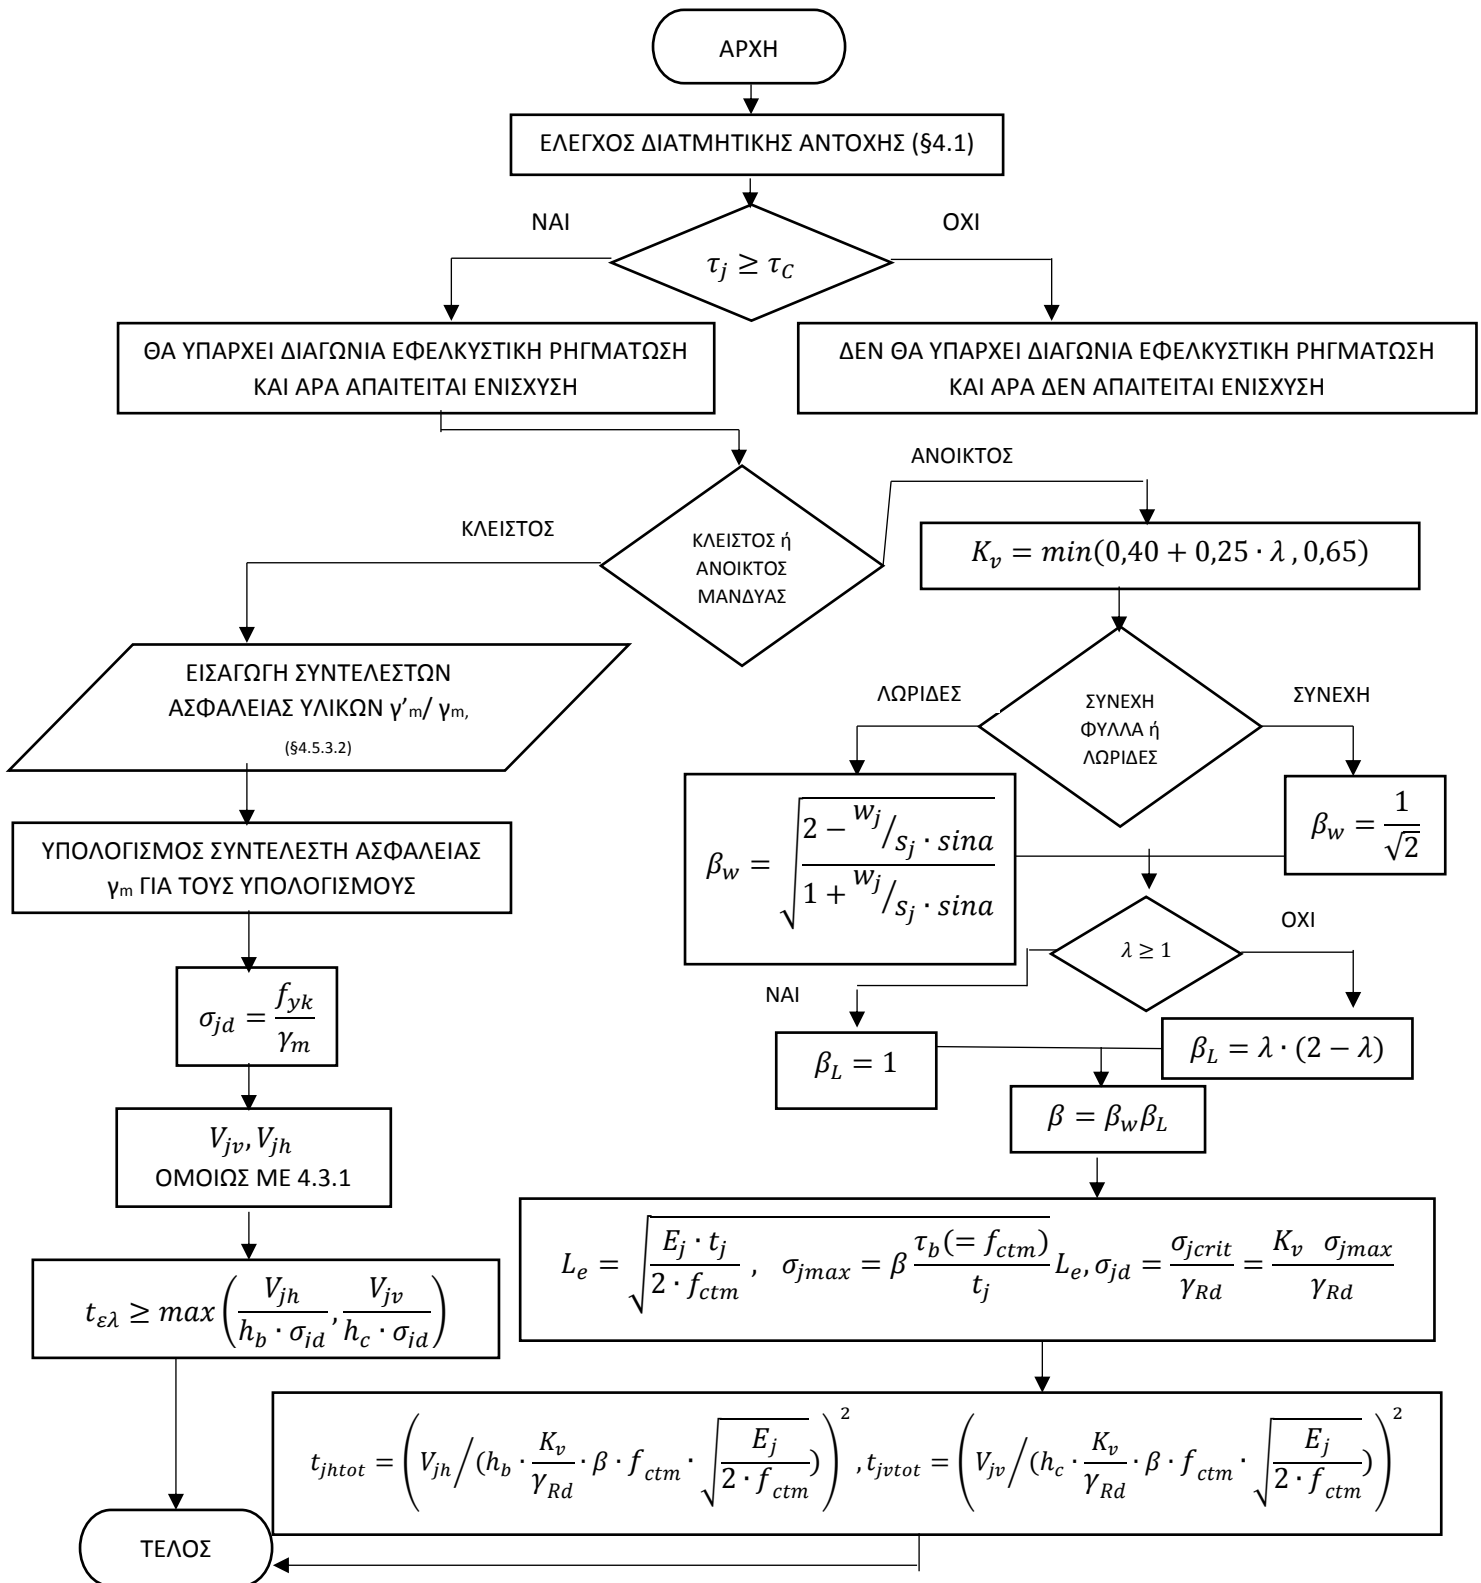 ΑΡΧΗ
ΕΛΕΓΧΟΣ ΔΙΑΤΜΗΤΙΚΗΣ ΑΝΤΟΧΗΣ (§4.1)
ΝΑΙ
ΟΧΙ
τ_j ≥ τ_C
ΘΑ ΥΠΑΡΧΕΙ ΔΙΑΓΩΝΙΑ ΕΦΕΛΚΥΣΤΙΚΗ ΡΗΓΜΑΤΩΣΗ
ΚΑΙ ΑΡΑ ΑΠΑΙΤΕΙΤΑΙ ΕΝΙΣΧΥΣΗ
ΔΕΝ ΘΑ ΥΠΑΡΧΕΙ ΔΙΑΓΩΝΙΑ ΕΦΕΛΚΥΣΤΙΚΗ ΡΗΓΜΑΤΩΣΗ
ΚΑΙ ΑΡΑ ΔΕΝ ΑΠΑΙΤΕΙΤΑΙ ΕΝΙΣΧΥΣΗ
ΚΛΕΙΣΤΟΣ
ΑΝΟΙΚΤΟΣ
ΚΛΕΙΣΤΟΣ ή
ΑΝΟΙΚΤΟΣ
ΜΑΝΔΥΑΣ
K_v = min(0,40 + 0,25 · λ , 0,65)
ΕΙΣΑΓΩΓΗ ΣΥΝΤΕΛΕΣΤΩΝ
ΑΣΦΑΛΕΙΑΣ ΥΛΙΚΩΝ γ'm/ γm,
(§4.5.3.2)
ΛΩΡΙΔΕΣ
ΣΥΝΕΧΗ
ΣΥΝΕΧΗ
ΦΥΛΛΑ ή
ΛΩΡΙΔΕΣ
β_w = √((2 − w_j/s_j · sina)/(1 + w_j/s_j · sina))
β_w = 1/√2
ΥΠΟΛΟΓΙΣΜΟΣ ΣΥΝΤΕΛΕΣΤΗ ΑΣΦΑΛΕΙΑΣ
γm ΓΙΑ ΤΟΥΣ ΥΠΟΛΟΓΙΣΜΟΥΣ
λ ≥ 1
ΝΑΙ
ΟΧΙ
σ_jd = f_yk/γ_m
β_L = 1
β_L = λ · (2 − λ)
β = β_wβ_L
V_jv, V_jh
ΟΜΟΙΩΣ ΜΕ 4.3.1
L_e = √((E_j · t_j)/(2 · f_ctm)) , σ_jmax = β (τ_b(= f_ctm)/t_j) L_e, σ_jd = σ_jcrit/γ_Rd = (K_v σ_jmax)/γ_Rd
t_ελ ≥ max(V_jh/(h_b · σ_jd), V_jv/(h_c · σ_jd))
t_jhtot = (V_jh/(h_b · K_v/γ_Rd · β · f_ctm · √(E_j/(2 · f_ctm))))², t_jvtot = (V_jv/(h_c · K_v/γ_Rd · β · f_ctm · √(E_j/(2 · f_ctm))))²
ΤΕΛΟΣ